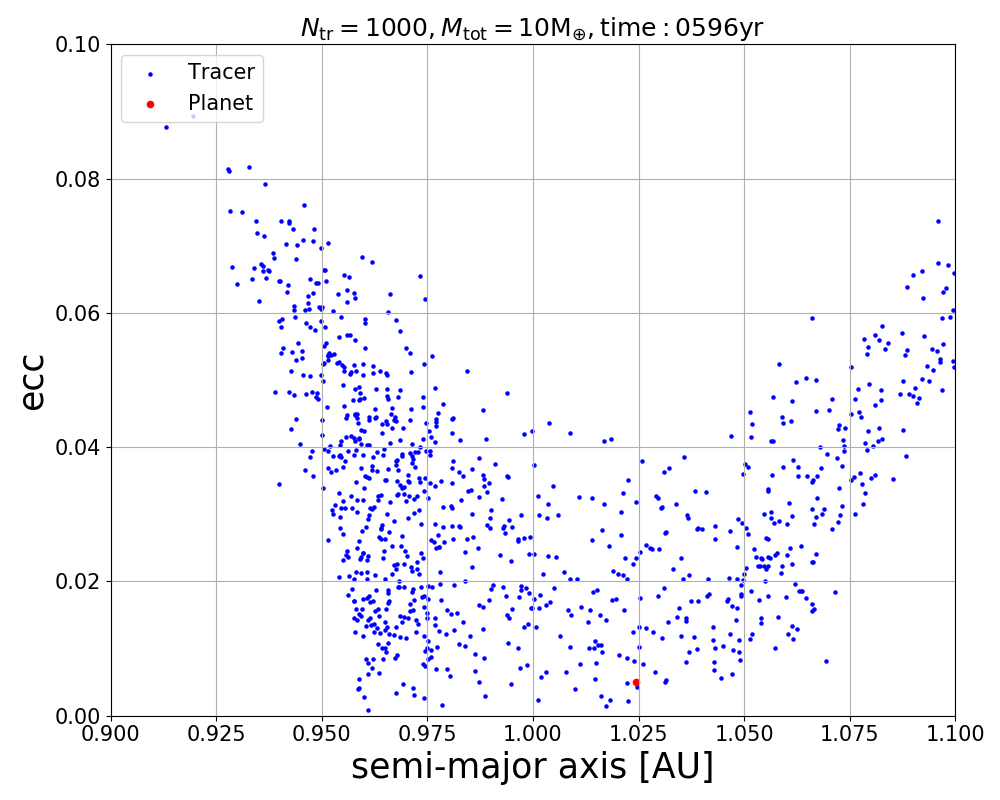 N_tr = 1000, M_tot = 10M_⊕, time : 0596yr
Tracer
Planet
0.10
0.08
0.06
0.04
0.02
0.00
ecc
0.900 0.925 0.950 0.975 1.000 1.025 1.050 1.075 1.100
semi-major axis [AU]